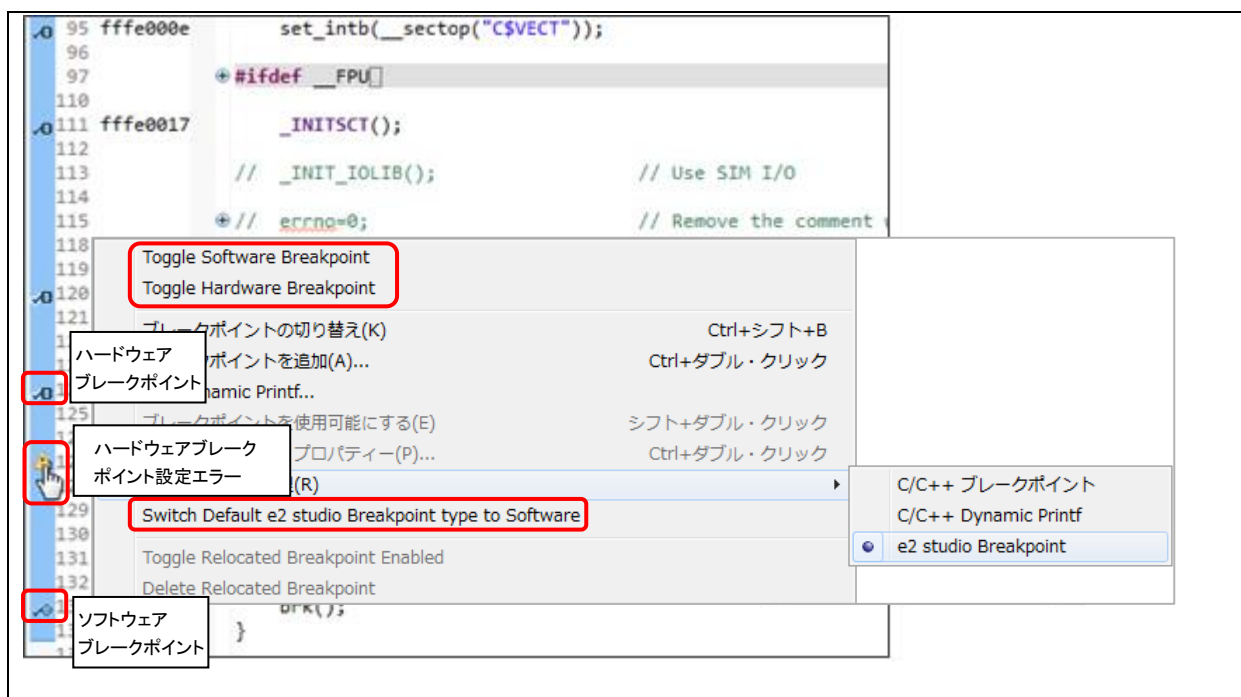 95 fffe000e set_intb(__sectop("C$VECT"));
96
97 #ifdef __FPU
110
111 fffe0017 _INITSCT();
112
113 // _INIT_IOLIB(); // Use SIM I/O
114
115 // errno=0; // Remove the comment
118
Toggle Software Breakpoint
119
Toggle Hardware Breakpoint
120
121
ブレークポイントの切り替え(K) Ctrl+シフト+B
ハードウェア
ブレークポイント
ポイントを追加(A)... Ctrl+ダブル・クリック
namic Printf...
125
ブレークポイントを使用可能にする(E) シフト+ダブル・クリック
ハードウェアブレーク
ポイント設定エラー
プロパティー(P)... Ctrl+ダブル・クリック
(R)
C/C++ ブレークポイント
C/C++ Dynamic Printf
e2 studio Breakpoint
129
Switch Default e2 studio Breakpoint type to Software
130
131
Toggle Relocated Breakpoint Enabled
132
Delete Relocated Breakpoint
brk();
ソフトウェア
ブレークポイント
}